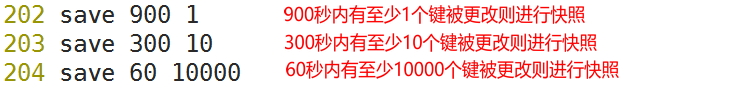 202 save 900 1 900秒内有至少1个键被更改则进行快照
203 save 300 10 300秒内有至少10个键被更改则进行快照
204 save 60 10000 60秒内有至少10000个键被更改则进行快照